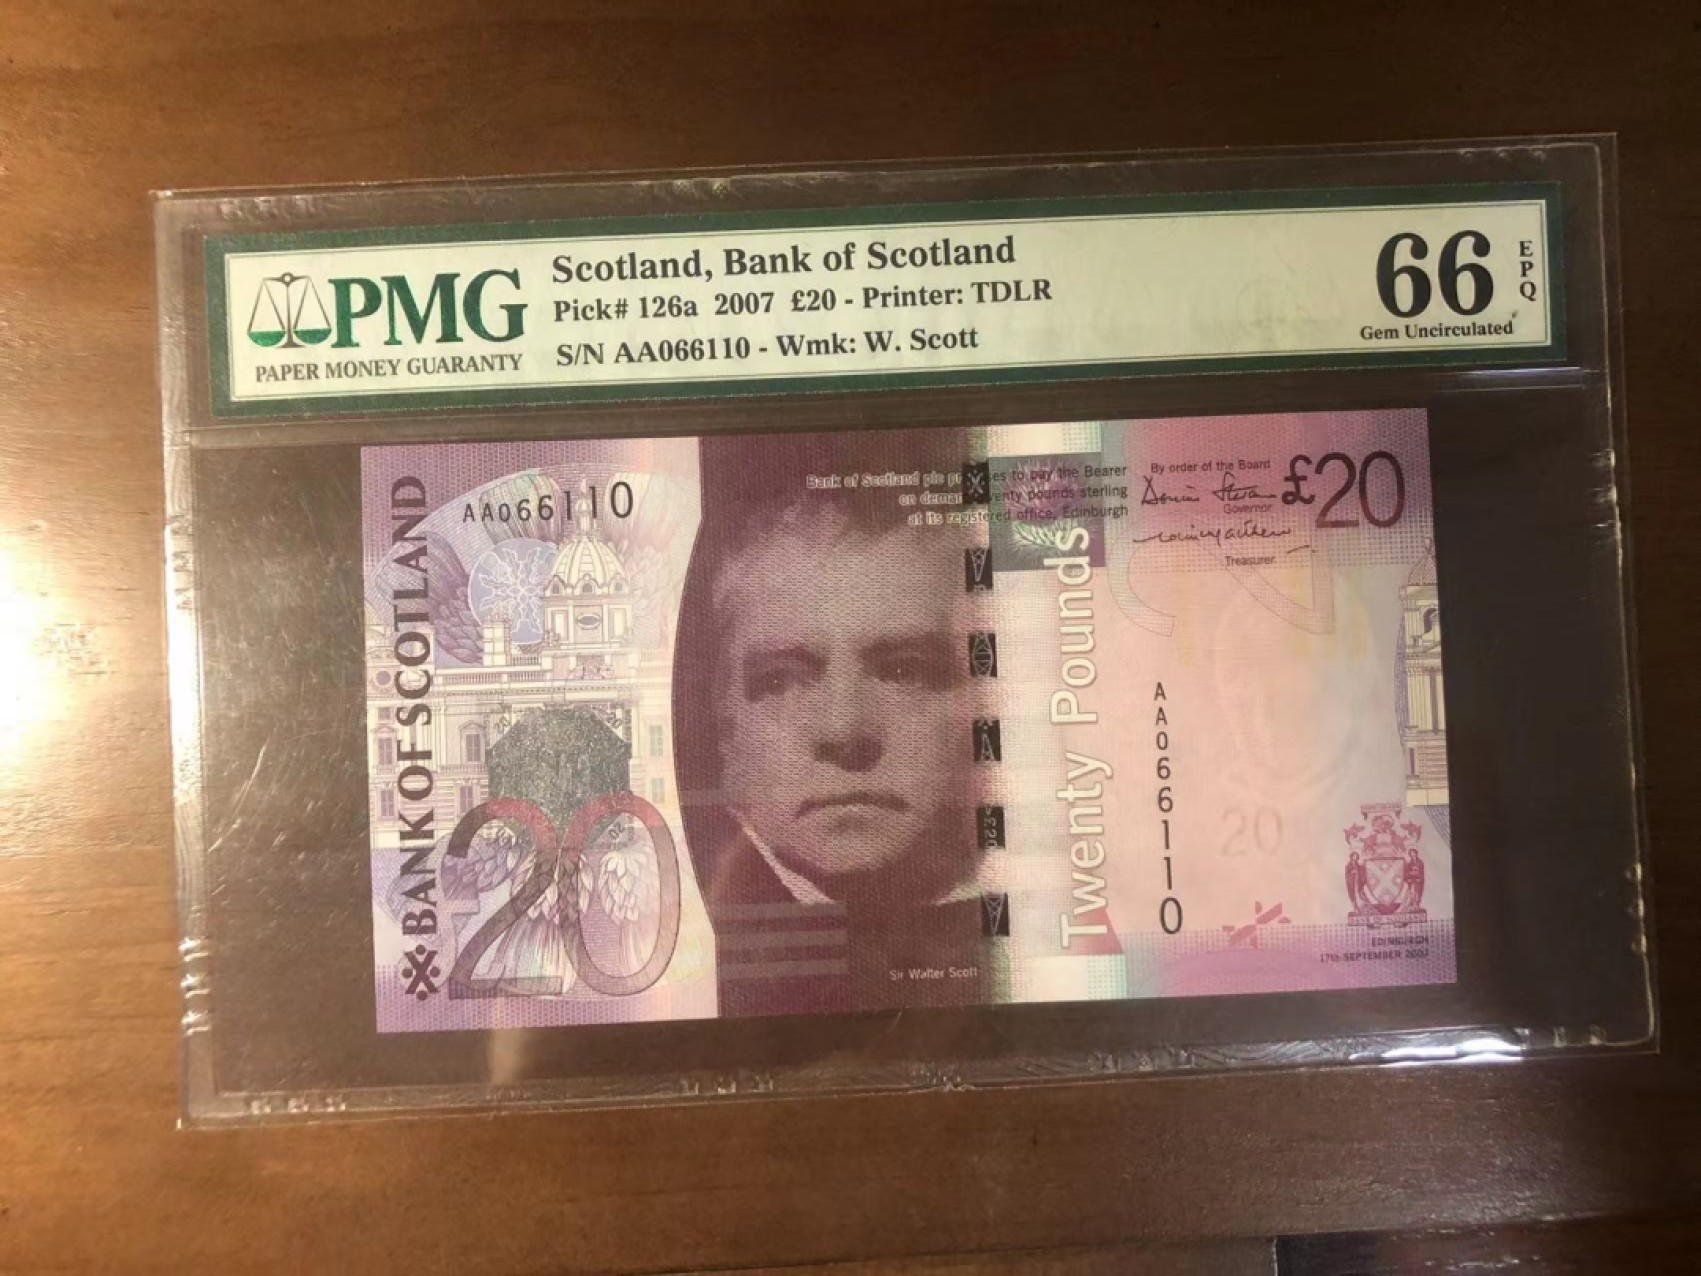 PMG
PAPER MONEY GUARANTY
Scotland, Bank of Scotland
Pick# 126a 2007 £20 - Printer: TDLR
S/N AA066110 - Wmk: W. Scott
66
EPQ
Gem Uncirculated
BANK OF SCOTLAND
AA066110
20
Bank of Scotland plc
to pay the Bearer
pounds sterling
at its registered office, Edinburgh
By order of the Board
Governor
Treasurer
£20
Twenty Pounds
AA066110
20
Sir Walter Scott
BANK OF SCOTLAND
EDINBURGH
17th SEPTEMBER 2007